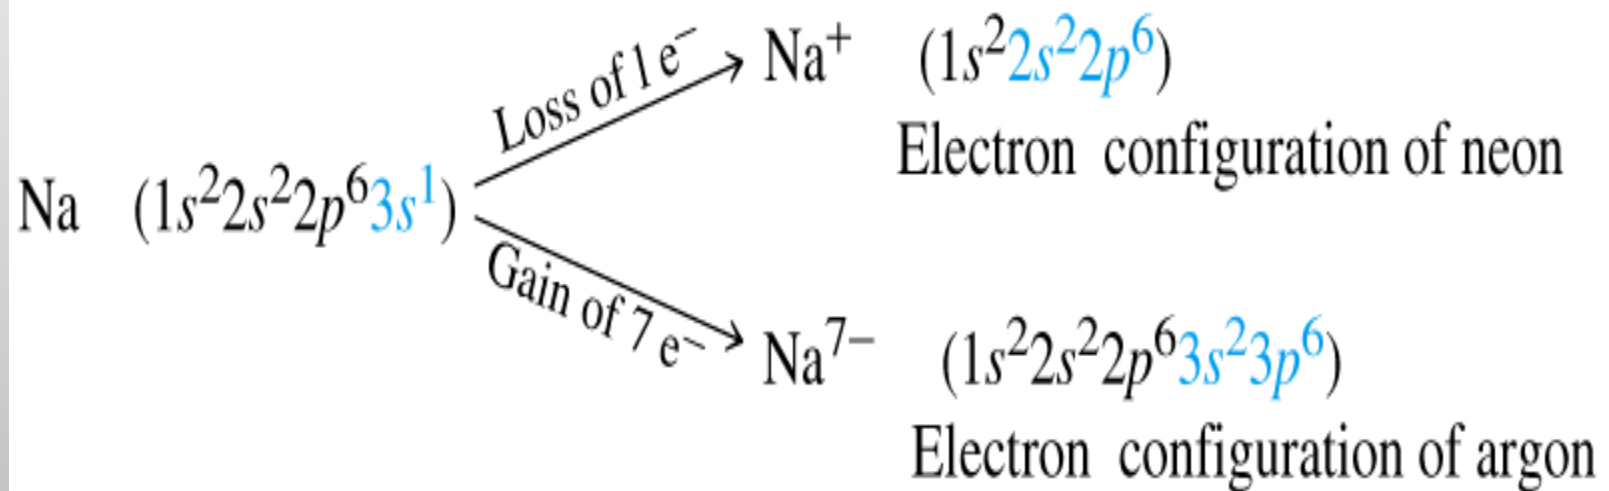 Loss of 1 e⁻
Na⁺ (1s²2s²2p⁶)
Electron configuration of neon
Na (1s²2s²2p⁶3s¹)
Gain of 7 e⁻
Na⁷⁻ (1s²2s²2p⁶3s²3p⁶)
Electron configuration of argon